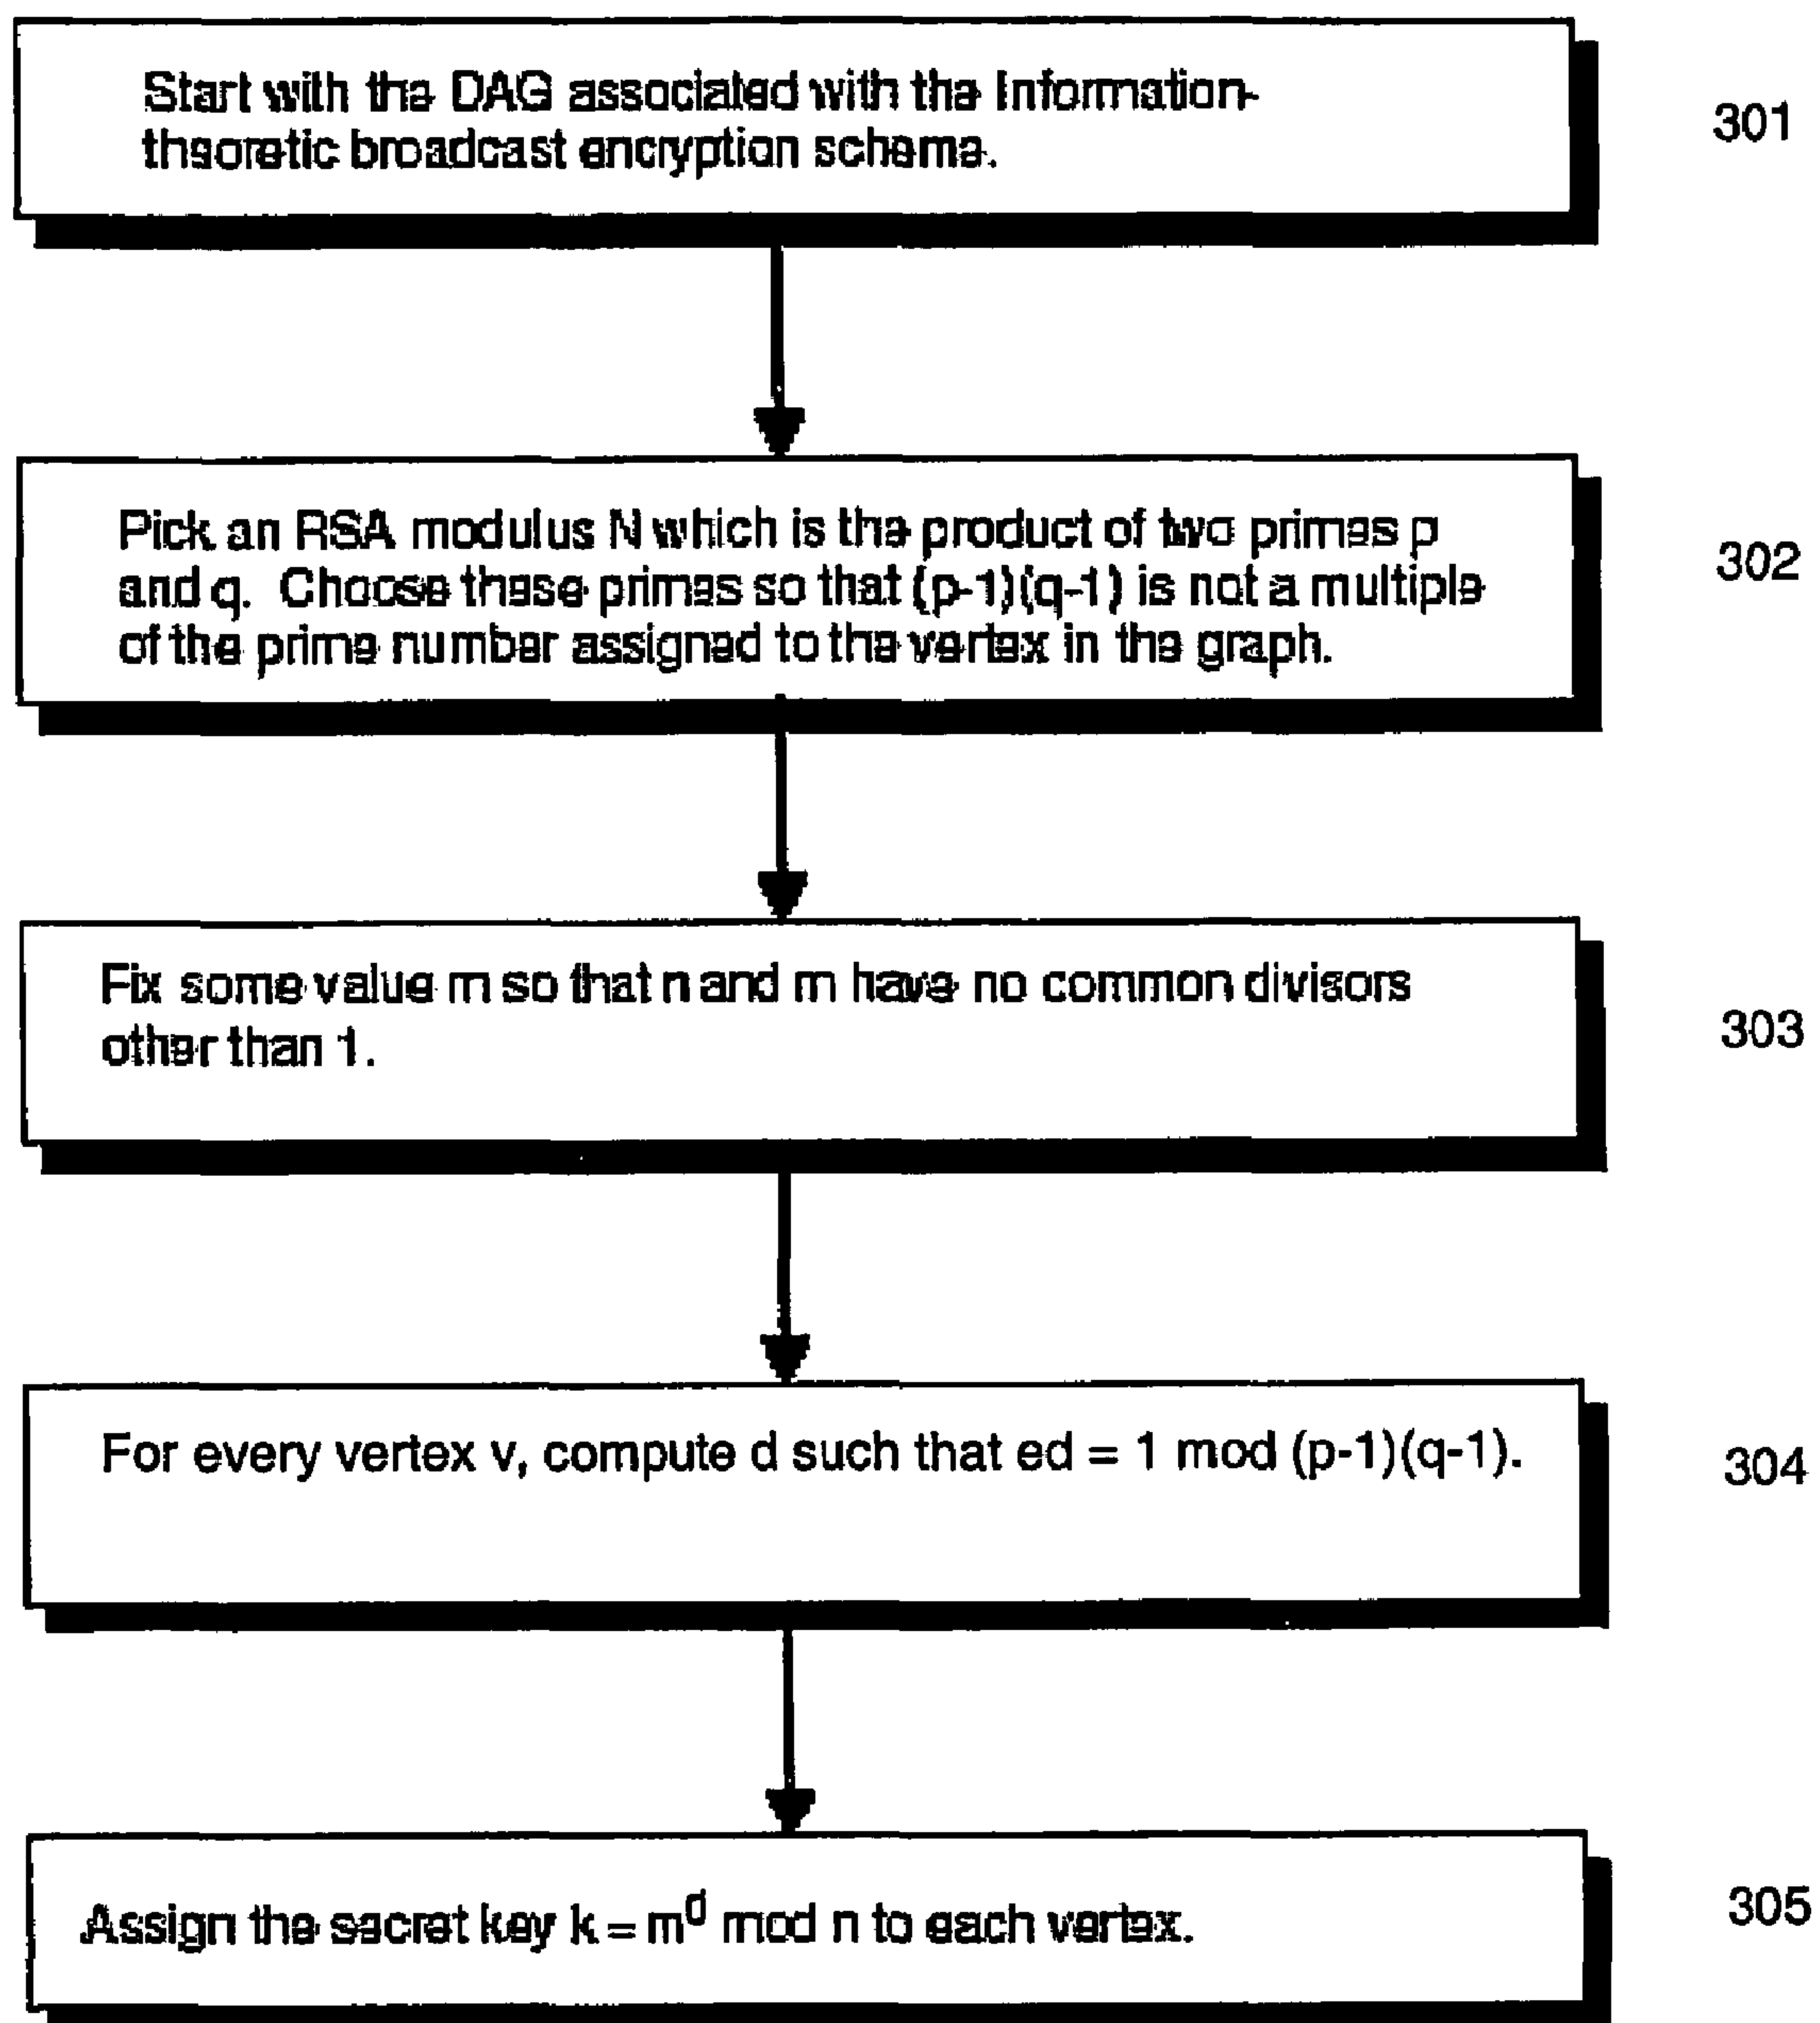 Start with the DAG associated with the Information-
theoretic broadcast encryption schema.
301
Pick an RSA modulus N which is the product of two primes p
and q. Choose these primes so that (p-1)(q-1) is not a multiple
of the prime number assigned to the vertex in the graph.
302
Fix some value m so that n and m have no common divisors
other than 1.
303
For every vertex v, compute d such that ed = 1 mod (p-1)(q-1).
304
Assign the secret key k = m^d mod n to each vertex.
305